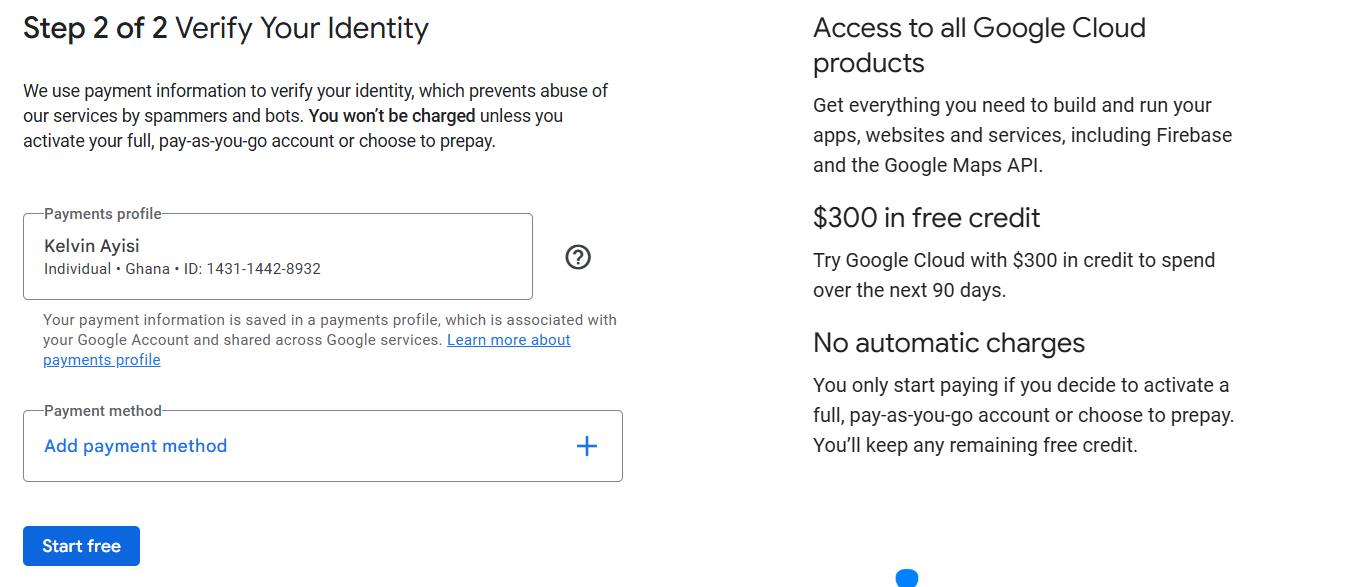 Step 2 of 2 Verify Your Identity
We use payment information to verify your identity, which prevents abuse of
our services by spammers and bots. You won't be charged unless you
activate your full, pay-as-you-go account or choose to prepay.
Payments profile
Kelvin Ayisi
Individual • Ghana • ID: 1431-1442-8932
Your payment information is saved in a payments profile, which is associated with
your Google Account and shared across Google services. Learn more about
payments profile
Payment method
Add payment method
Start free
Access to all Google Cloud
products
Get everything you need to build and run your
apps, websites and services, including Firebase
and the Google Maps API.
$300 in free credit
Try Google Cloud with $300 in credit to spend
over the next 90 days.
No automatic charges
You only start paying if you decide to activate a
full, pay-as-you-go account or choose to prepay.
You'll keep any remaining free credit.